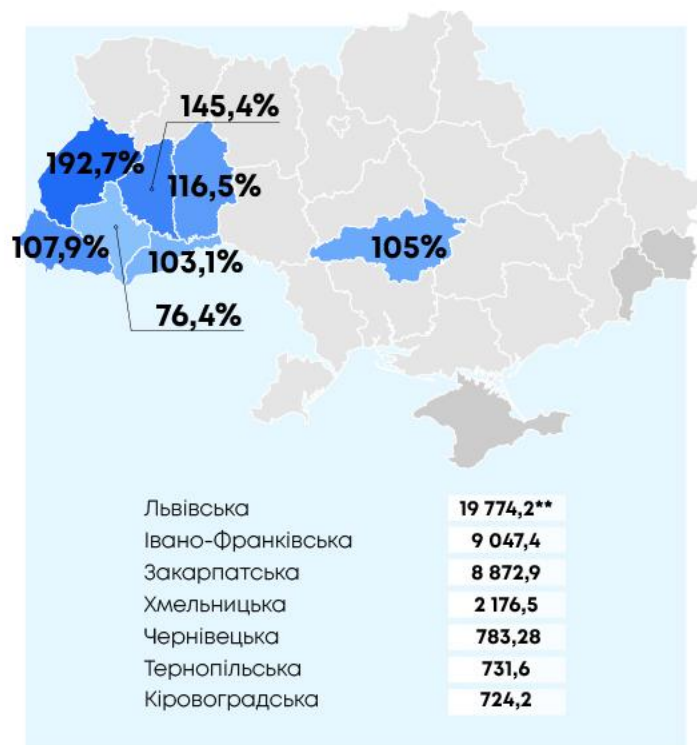 145,4%
192,7%
116,5%
107,9%
103,1%
105%
76,4%
Львівська 19 774,2**
Івано-Франківська 9 047,4
Закарпатська 8 872,9
Хмельницька 2 176,5
Чернівецька 783,28
Тернопільська 731,6
Кіровоградська 724,2